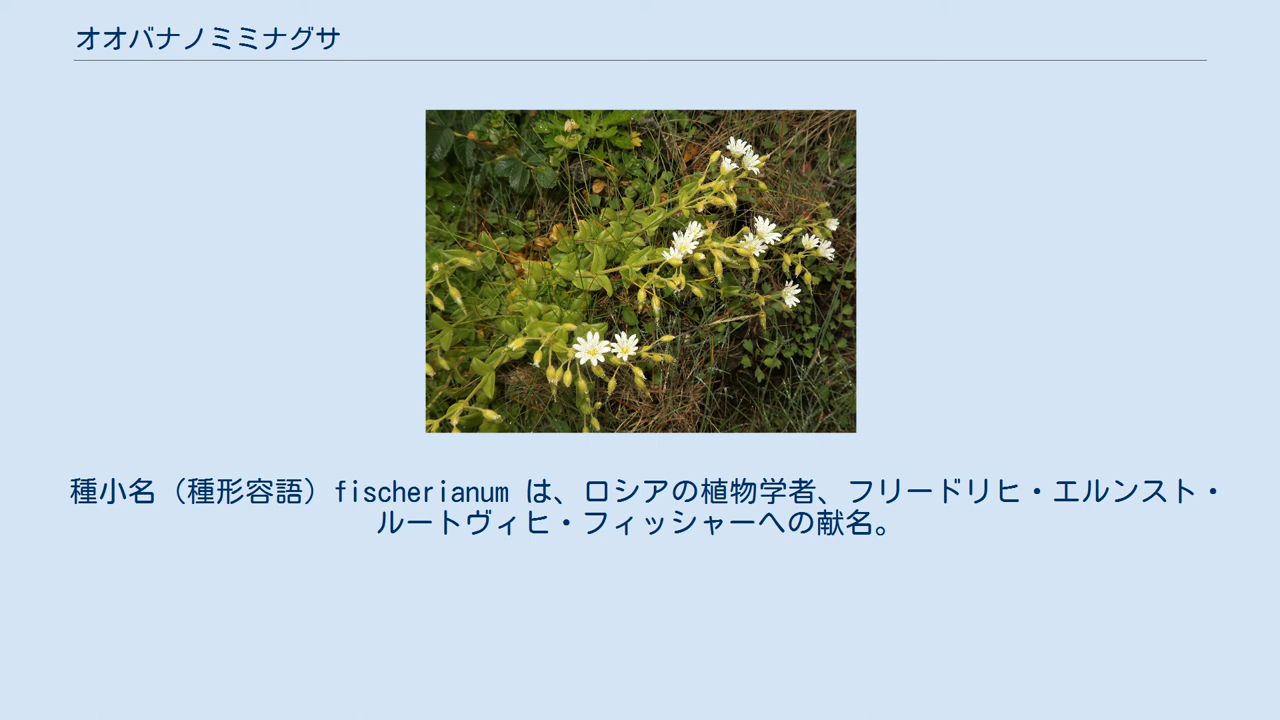 オオバナノミミナグサ
種小名（種形容語）fischerianum は、ロシアの植物学者、フリードリヒ・エルンスト・
ルートヴィヒ・フィッシャーへの献名。